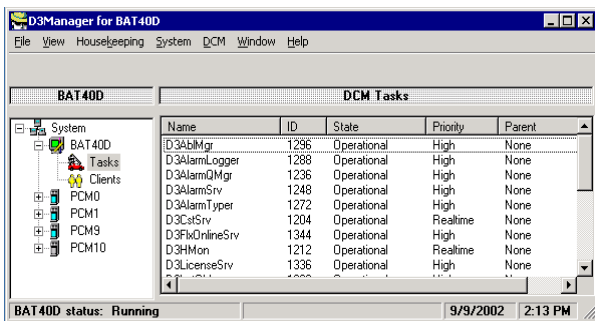 D3Manager for BAT40D
File View Housekeeping System DCM Window Help
BAT40D DCM Tasks
System
BAT40D
Tasks
Clients
PCM0
PCM1
PCM9
PCM10
Name ID State Priority Parent
D3AblMgr 1296 Operational High None
D3AlarmLogger 1288 Operational High None
D3AlarmQMgr 1236 Operational High None
D3AlarmSrv 1248 Operational High None
D3AlarmTyper 1272 Operational High None
D3CstSrv 1204 Operational Realtime None
D3FlxOnlineSrv 1344 Operational High None
D3HMon 1212 Operational Realtime None
D3LicenseSrv 1336 Operational High None
BAT40D status: Running 9/9/2002 2:13 PM